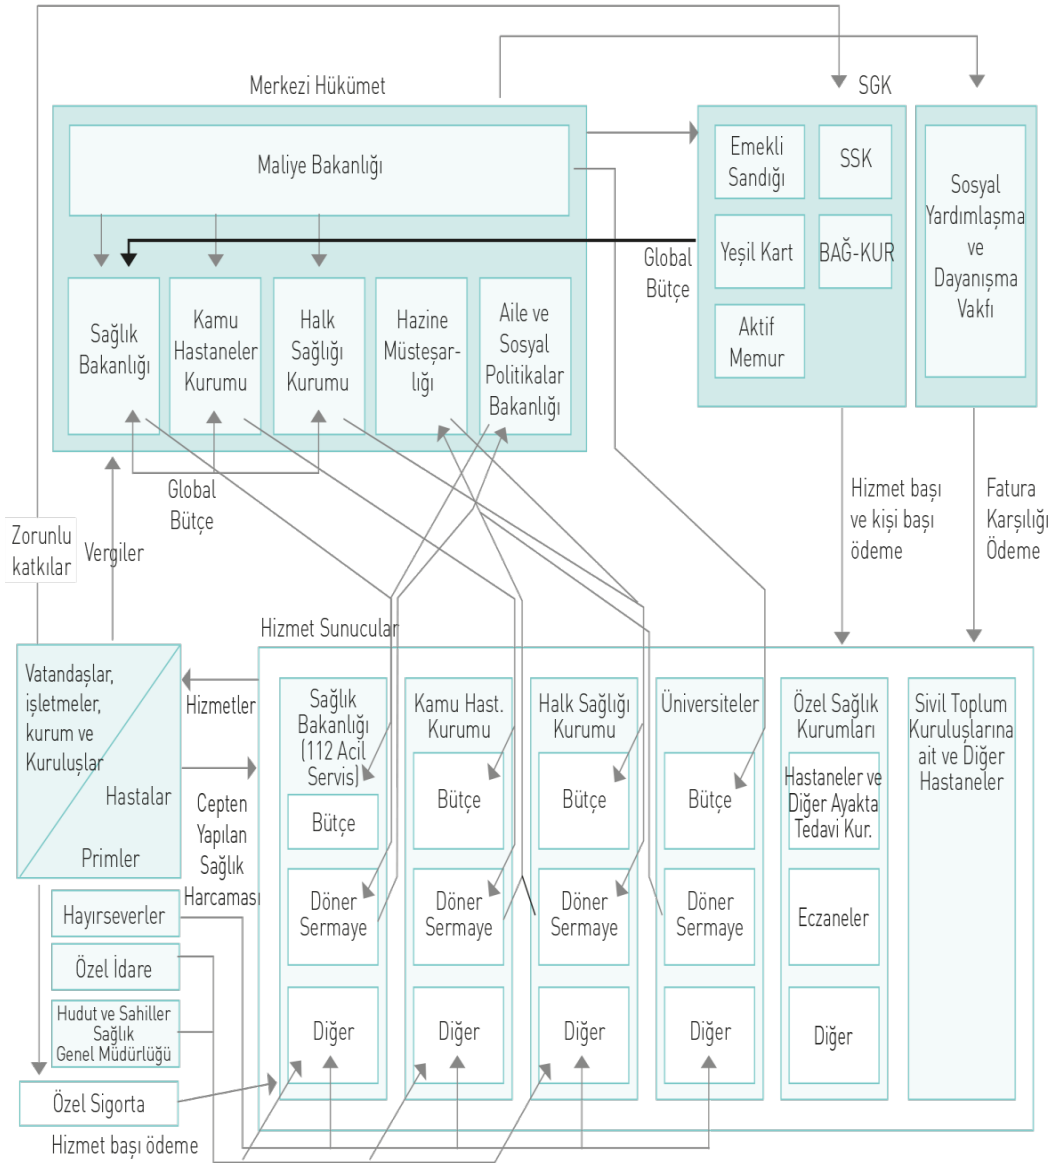 Merkezi Hükümet
SGK
Maliye Bakanlığı
Emekli
Sandığı
SSK
Yeşil Kart
BAĞ-KUR
Aktif
Memur
Sosyal
Yardımlaşma
ve
Dayanışma
Vakfı
Global
Bütçe
Sağlık
Bakanlığı
Kamu
Hastaneler
Kurumu
Halk
Sağlığı
Kurumu
Hazine
Müsteşar-
lığı
Aile ve
Sosyal
Politikalar
Bakanlığı
Global
Bütçe
Hizmet başı
ve kişi başı
ödeme
Fatura
Karşılığı
Ödeme
Zorunlu
katkılar
Vergiler
Hizmet Sunucular
Vatandaşlar,
işletmeler,
kurum ve
Kuruluşlar
Hastalar
Primler
Hizmetler
Cepten
Yapılan
Sağlık
Harcaması
Sağlık
Bakanlığı
(112 Acil
Servis)
Bütçe
Döner
Sermaye
Diğer
Kamu Hast.
Kurumu
Bütçe
Döner
Sermaye
Diğer
Halk Sağlığı
Kurumu
Bütçe
Döner
Sermaye
Diğer
Üniversiteler
Bütçe
Döner
Sermaye
Diğer
Özel Sağlık
Kurumları
Hastaneler ve
Diğer Ayakta
Tedavi Kur.
Eczaneler
Diğer
Sivil Toplum
Kuruluşlarına
ait ve Diğer
Hastaneler
Hayırseverler
Özel İdare
Hudut ve Sahiller
Sağlık
Genel Müdürlüğü
Özel Sigorta
Hizmet başı ödeme